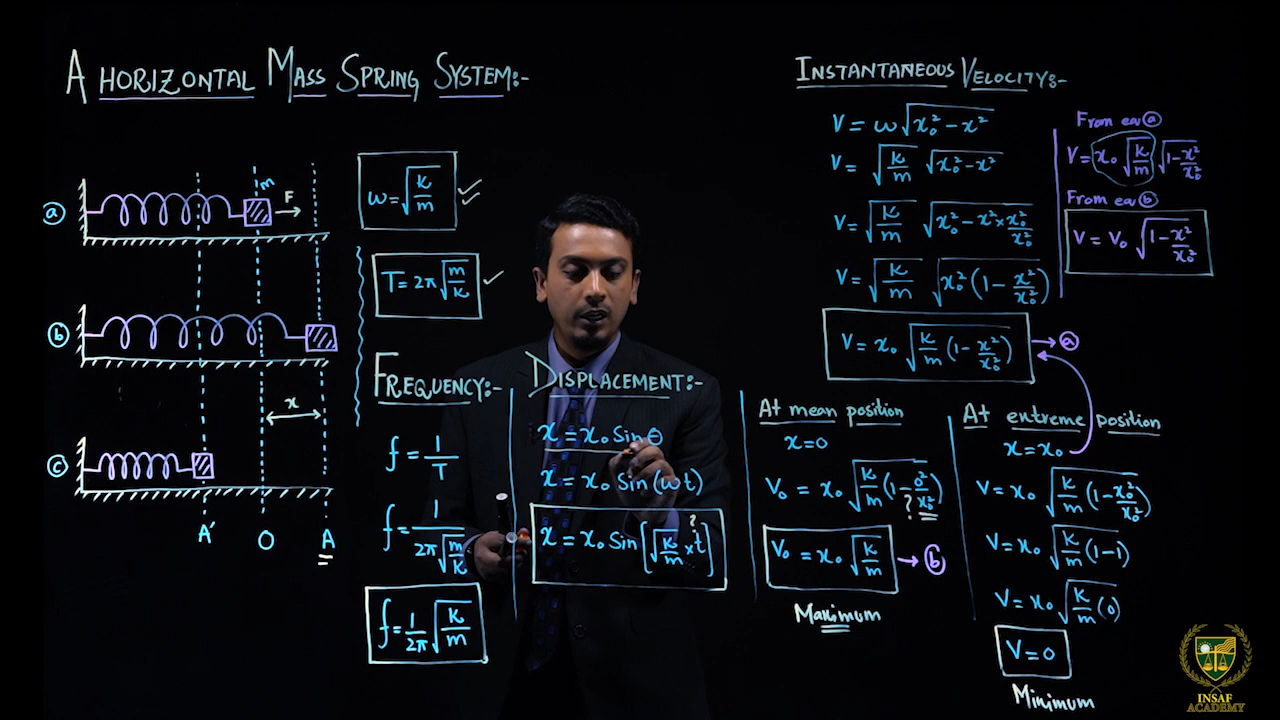 A HORIZONTAL MASS SPRING SYSTEM:-
a
m
F
b
x
c
A'
O
A
ω = √(k/m)
T = 2π√(m/k)
FREQUENCY:-
f = 1/T
f = 1/(2π√(m/k))
f = 1/2π √(k/m)
DISPLACEMENT:-
x = x₀ Sin θ
x = x₀ Sin (ωt)
x = x₀ Sin [√(k/m) × t]
?
INSTANTANEOUS VELOCITY:-
V = ω√(x₀² − x²)
V = √(k/m) √(x₀² − x²)
V = √(k/m) √(x₀² − x² × x₀²/x₀²)
V = √(k/m) √(x₀² (1 − x²/x₀²))
V = x₀ √(k/m (1 − x²/x₀²)) → a
From eq a
V = x₀ √(k/m) √(1 − x²/x₀²)
From eq b
V = V₀ √(1 − x²/x₀²)
At mean position
x = 0
V₀ = x₀ √(k/m (1 − 0²/x₀²))
?
V₀ = x₀ √(k/m) → b
Maximum
At extreme position
x = x₀
V = x₀ √(k/m (1 − x₀²/x₀²))
V = x₀ √(k/m (1−1))
V = x₀ √(k/m (0))
V = 0
Minimum
INSAF
ACADEMY